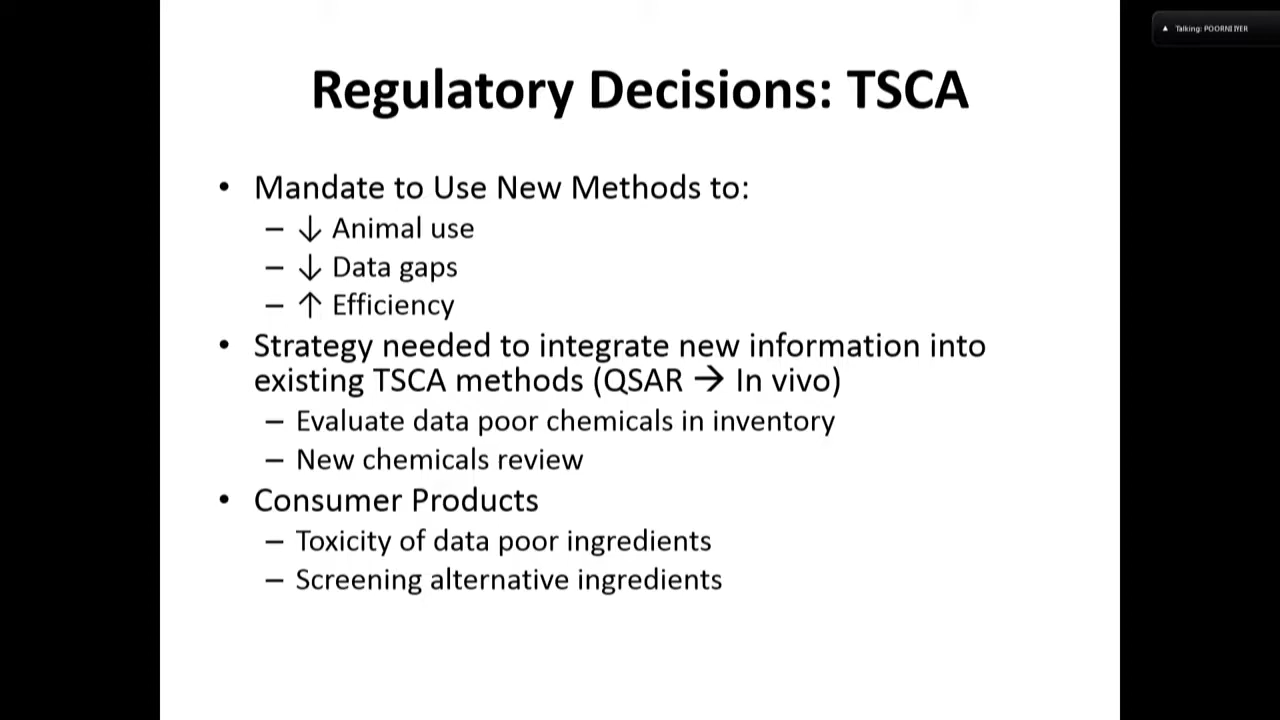 Talking: POORNI IYER
Regulatory Decisions: TSCA
• Mandate to Use New Methods to:
– ↓ Animal use
– ↓ Data gaps
– ↑ Efficiency
• Strategy needed to integrate new information into
existing TSCA methods (QSAR → In vivo)
– Evaluate data poor chemicals in inventory
– New chemicals review
• Consumer Products
– Toxicity of data poor ingredients
– Screening alternative ingredients